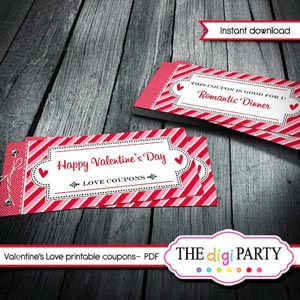 Instant download
THIS COUPON IS GOOD FOR 1:
Romantic Dinner
Happy Valentine's Day
LOVE COUPONS
Valentine's Love printable coupons- PDF
THE digi PARTY